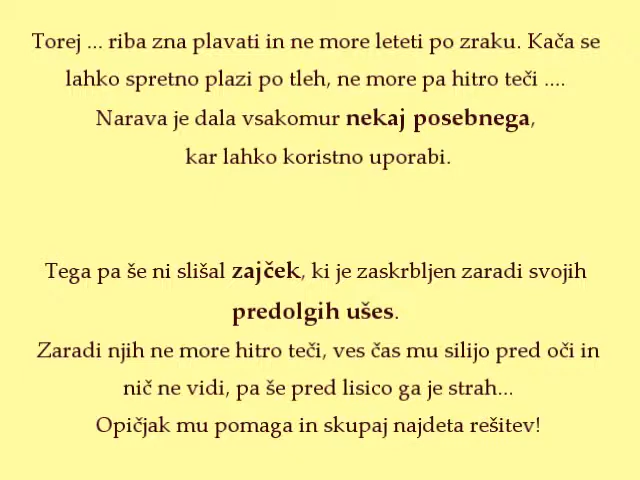 Torej ... riba zna plavati in ne more leteti po zraku. Kača se
lahko spretno plazi po tleh, ne more pa hitro teči ....
Narava je dala vsakomur nekaj posebnega,
kar lahko koristno uporabi.
Tega pa še ni slišal zajček, ki je zaskrbljen zaradi svojih
predolgih ušes.
Zaradi njih ne more hitro teči, ves čas mu silijo pred oči in
nič ne vidi, pa še pred lisico ga je strah...
Opičjak mu pomaga in skupaj najdeta rešitev!